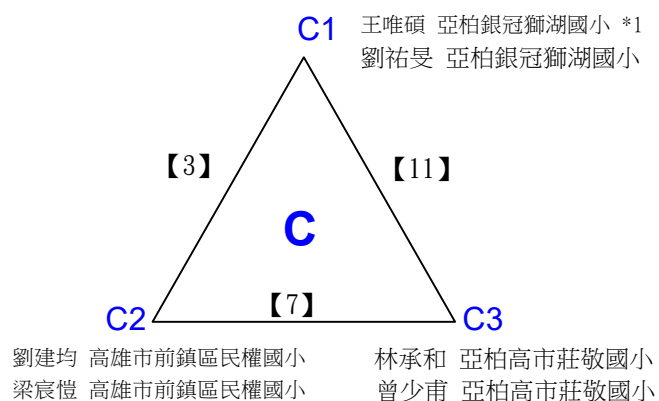 C1
王唯碩 亞柏銀冠獅湖國小 *1
劉祐旻 亞柏銀冠獅湖國小
【3】
【11】
C
【7】
C2
C3
劉建均 高雄市前鎮區民權國小
梁宸愷 高雄市前鎮區民權國小
林承和 亞柏高市莊敬國小
曾少甫 亞柏高市莊敬國小